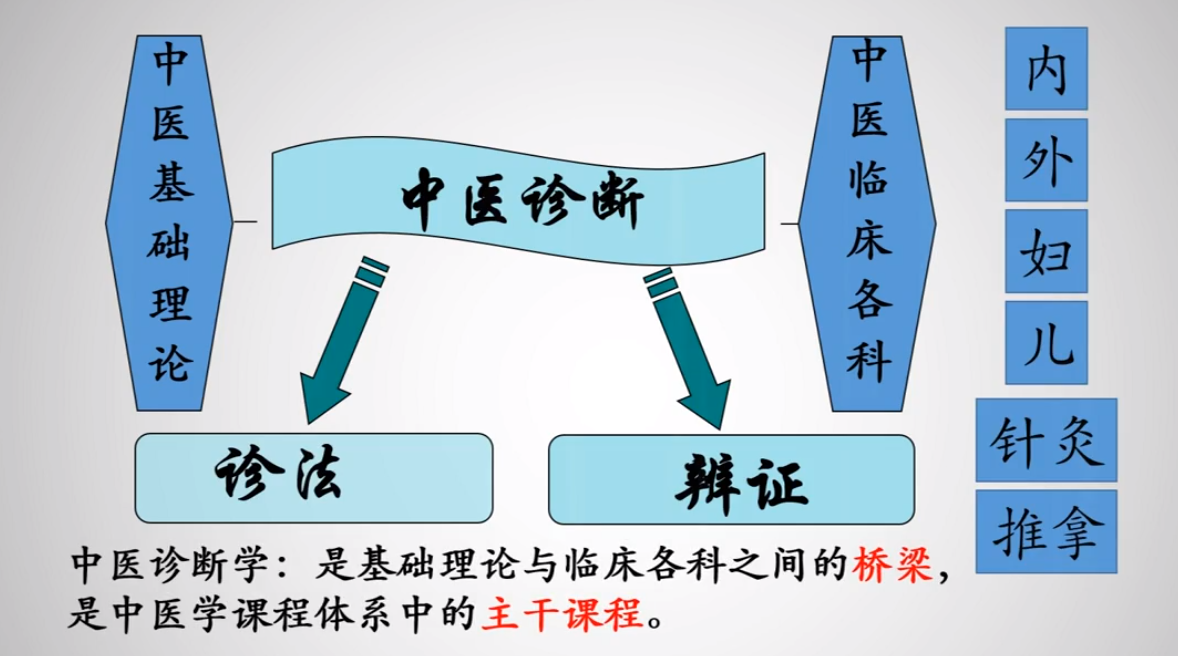 中医基础理论
中医诊断
中医临床各科
内
外
妇
儿
针灸
推拿
诊法
辨证
中医诊断学：是基础理论与临床各科之间的桥梁，
是中医学课程体系中的主干课程。